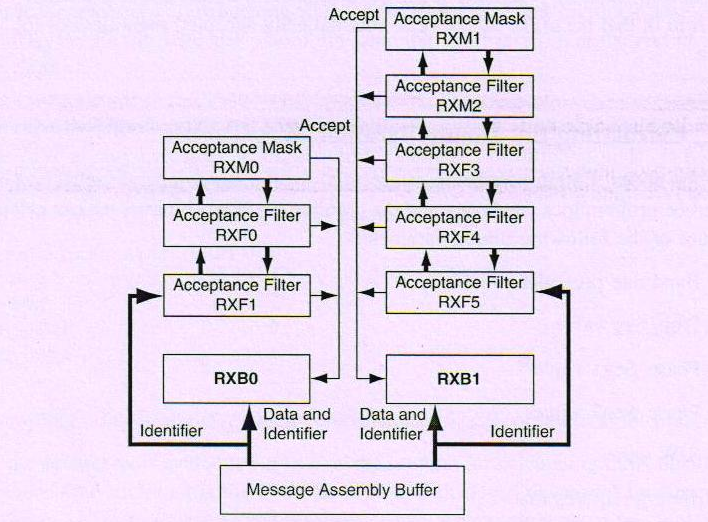 Accept
Acceptance Mask
RXM1
Acceptance Filter
RXM2
Accept
Acceptance Filter
RXF3
Acceptance Mask
RXM0
Acceptance Filter
RXF0
Acceptance Filter
RXF4
Acceptance Filter
RXF1
Acceptance Filter
RXF5
RXB0
RXB1
Identifier
Data and
Identifier
Data and
Identifier
Identifier
Message Assembly Buffer